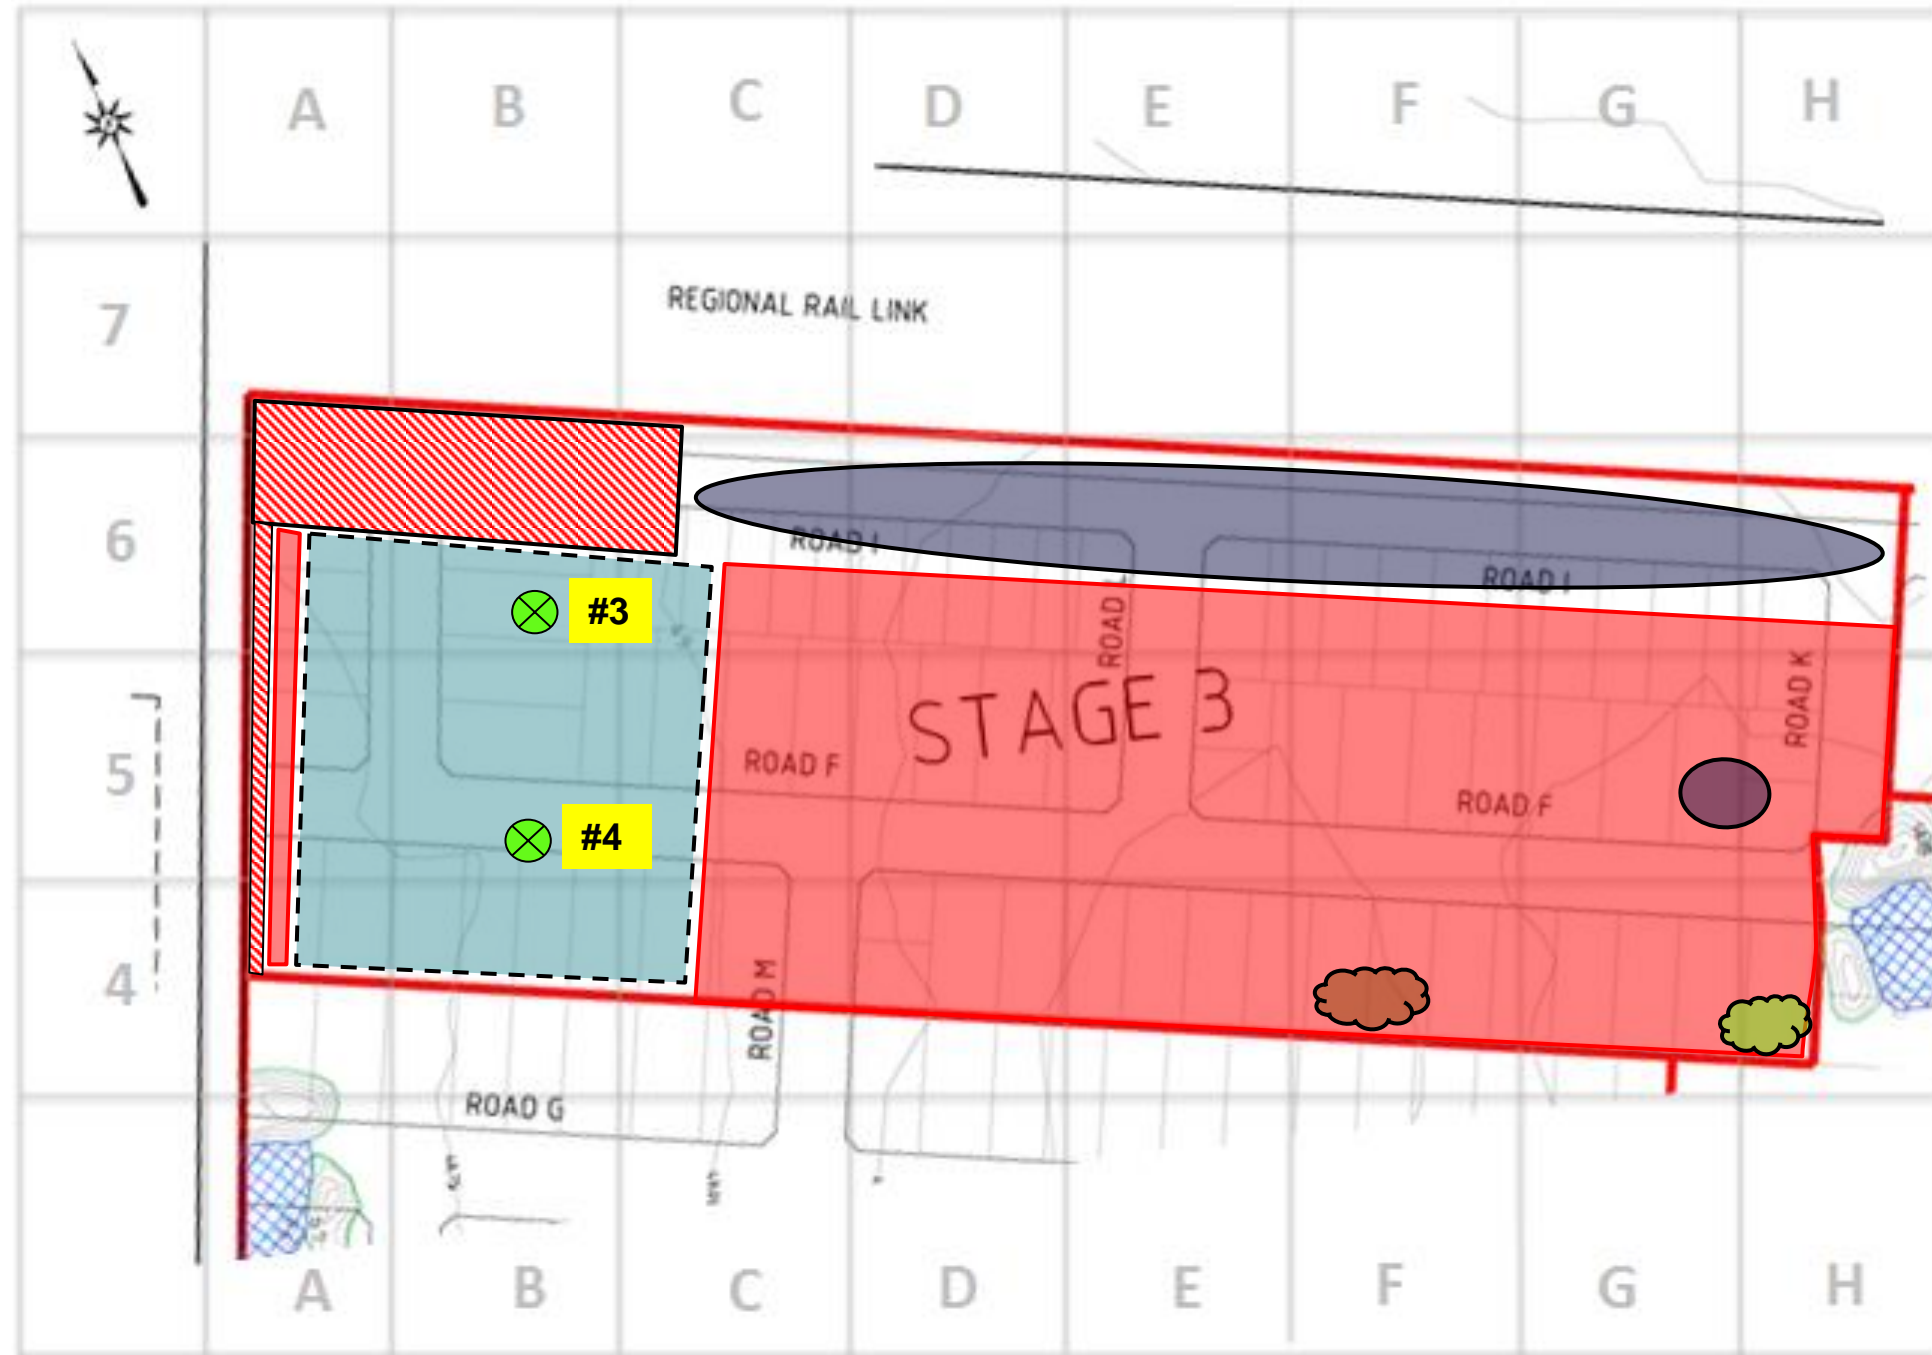 A B C D E F G H
7
REGIONAL RAIL LINK
6
ROAD I
ROAD I
#3
ROAD L
STAGE 3
ROAD K
5
ROAD F
ROAD F
#4
4
ROAD M
ROAD G
A B C D E F G H